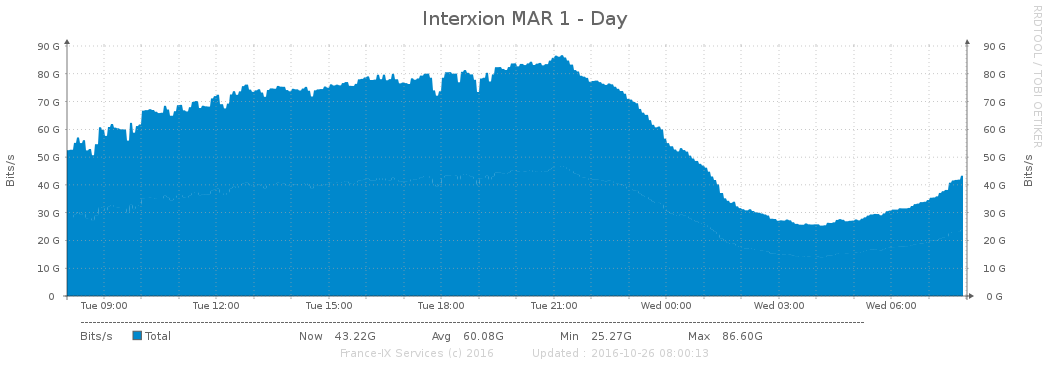 Interxion MAR 1 - Day
RRDTOOL / TOBI OETIKER
Bits/s
90 G
80 G
70 G
60 G
50 G
40 G
30 G
20 G
10 G
0
90 G
80 G
70 G
60 G
50 G
40 G
30 G
20 G
10 G
0 G
Bits/s
Tue 09:00 Tue 12:00 Tue 15:00 Tue 18:00 Tue 21:00 Wed 00:00 Wed 03:00 Wed 06:00
Bits/s Total Now 43.22G Avg 60.08G Min 25.27G Max 86.60G
France-IX Services (c) 2016 Updated : 2016-10-26 08:00:13